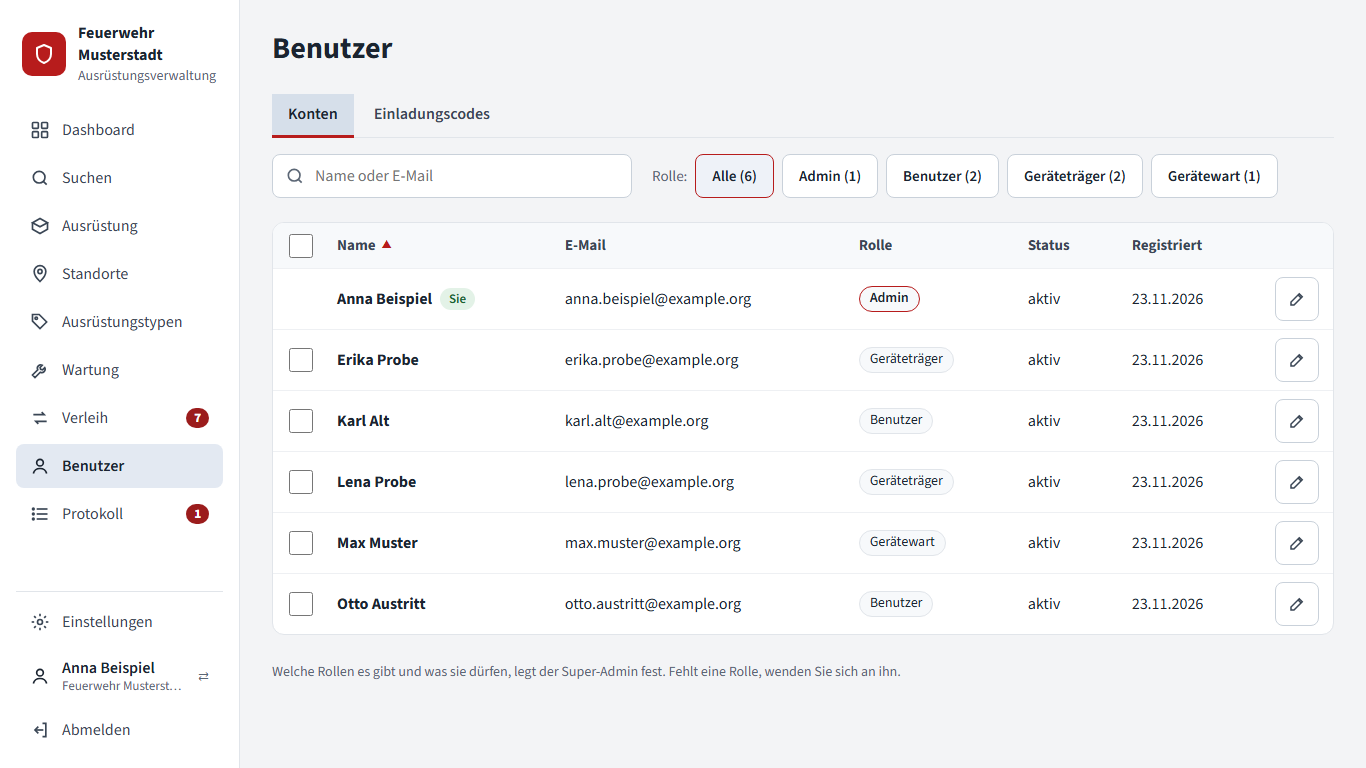 Feuerwehr
Musterstadt
Ausrüstungsverwaltung
Dashboard
Suchen
Ausrüstung
Standorte
Ausrüstungstypen
Wartung
Verleih 7
Benutzer
Protokoll 1
Einstellungen
Anna Beispiel
Feuerwehr Musterst…
Abmelden
Benutzer
Konten Einladungscodes
Name oder E-Mail Rolle: Alle (6) Admin (1) Benutzer (2) Geräteträger (2) Gerätewart (1)
Name E-Mail Rolle Status Registriert
Anna Beispiel Sie anna.beispiel@example.org Admin aktiv 23.11.2026
Erika Probe erika.probe@example.org Geräteträger aktiv 23.11.2026
Karl Alt karl.alt@example.org Benutzer aktiv 23.11.2026
Lena Probe lena.probe@example.org Geräteträger aktiv 23.11.2026
Max Muster max.muster@example.org Gerätewart aktiv 23.11.2026
Otto Austritt otto.austritt@example.org Benutzer aktiv 23.11.2026
Welche Rollen es gibt und was sie dürfen, legt der Super-Admin fest. Fehlt eine Rolle, wenden Sie sich an ihn.